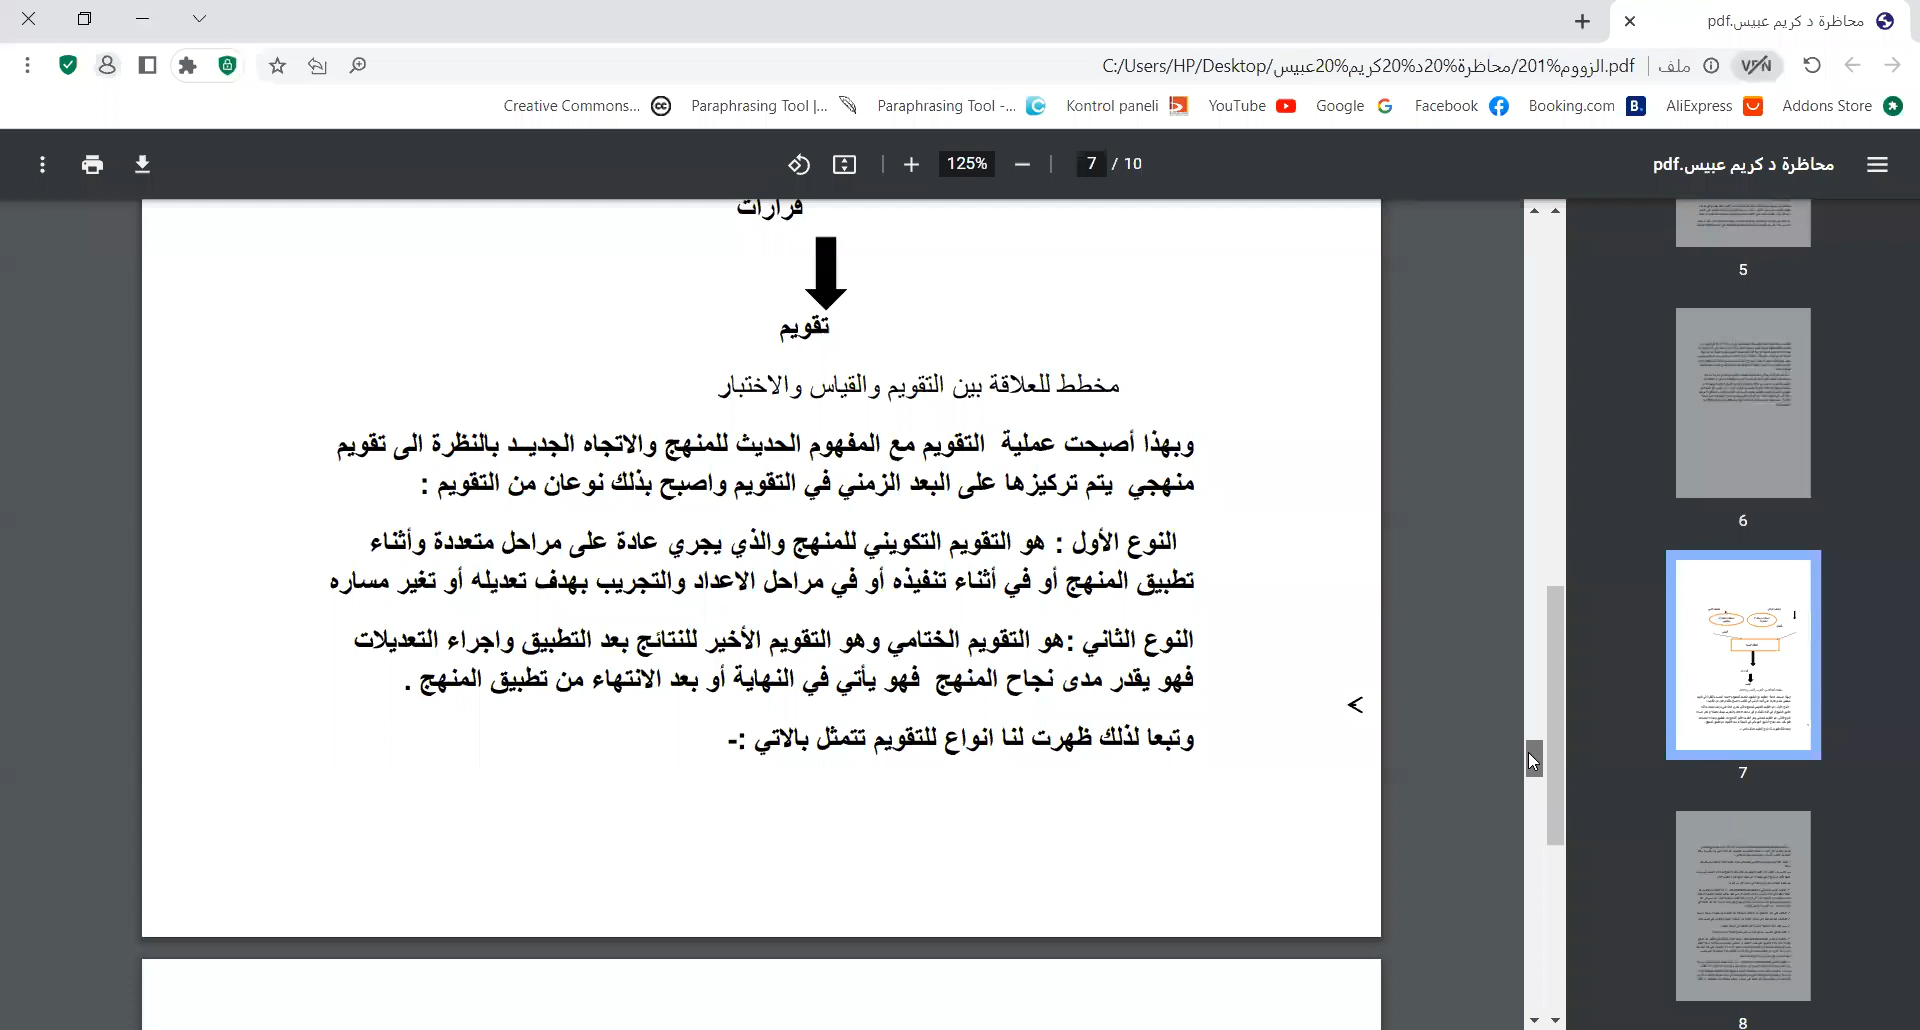 محاظرة د كريم عبيس.pdf
C:/Users/HP/Desktop/الزووم%201/محاظرة%20د%20كريم%20عبيس.pdf
ملف
VPN
Addons Store
AliExpress
Booking.com
Facebook
Google
YouTube
Kontrol paneli
Paraphrasing Tool -...
Paraphrasing Tool |...
Creative Commons...
محاظرة د كريم عبيس.pdf
7 / 10
125%
قرارات
تقويم
مخطط للعلاقة بين التقويم والقياس والاختبار
وبهذا أصبحت عملية التقويم مع المفهوم الحديث للمنهج والاتجاه الجديـد بالنظرة الى تقويم
منهجي يتم تركيزها على البعد الزمني في التقويم واصبح بذلك نوعان من التقويم :
النوع الأول : هو التقويم التكويني للمنهج والذي يجري عادة على مراحل متعددة وأثناء
تطبيق المنهج أو في أثناء تنفيذه أو في مراحل الاعداد والتجريب بهدف تعديله أو تغير مساره
النوع الثاني :هو التقويم الختامي وهو التقويم الأخير للنتائج بعد التطبيق واجراء التعديلات
فهو يقدر مدى نجاح المنهج فهو يأتي في النهاية أو بعد الانتهاء من تطبيق المنهج .
<
وتبعا لذلك ظهرت لنا انواع للتقويم تتمثل بالاتي :-
5
6
7
8